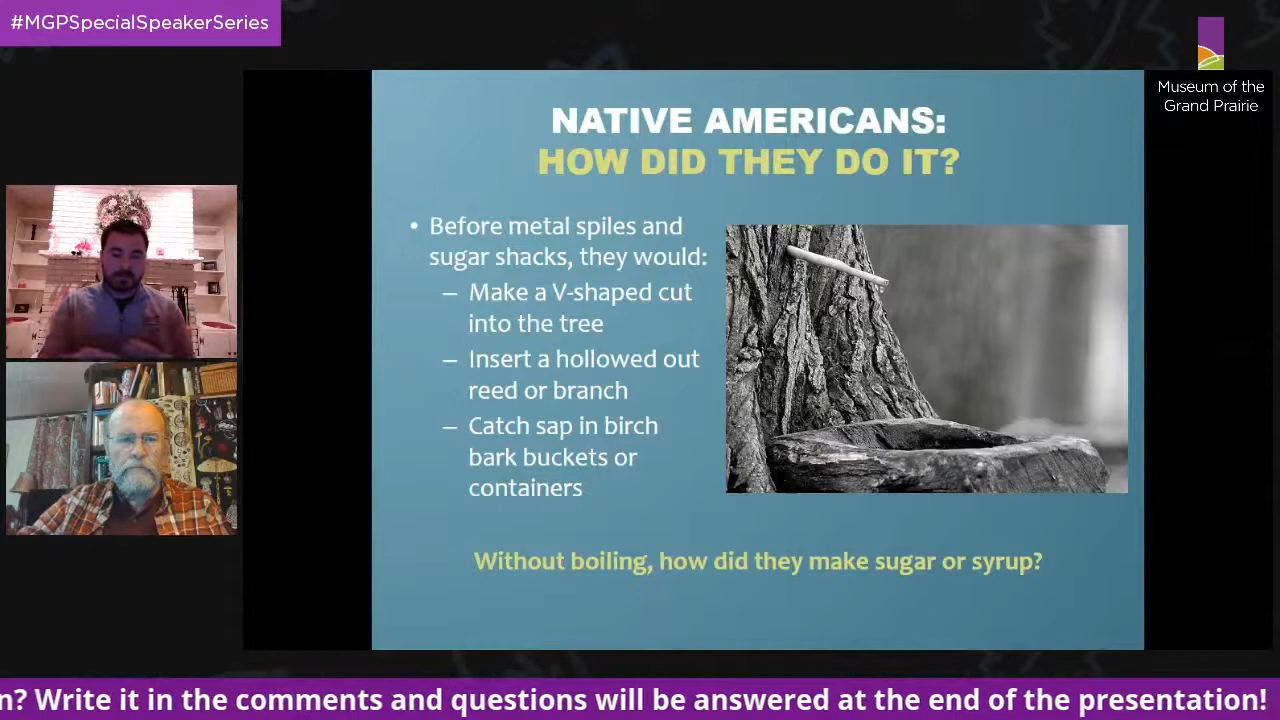 #MGPSpecialSpeakerSeries
Museum of the
Grand Prairie
NATIVE AMERICANS:
HOW DID THEY DO IT?
• Before metal spiles and
sugar shacks, they would:
– Make a V-shaped cut
into the tree
– Insert a hollowed out
reed or branch
– Catch sap in birch
bark buckets or
containers
Without boiling, how did they make sugar or syrup?
n? Write it in the comments and questions will be answered at the end of the presentation!